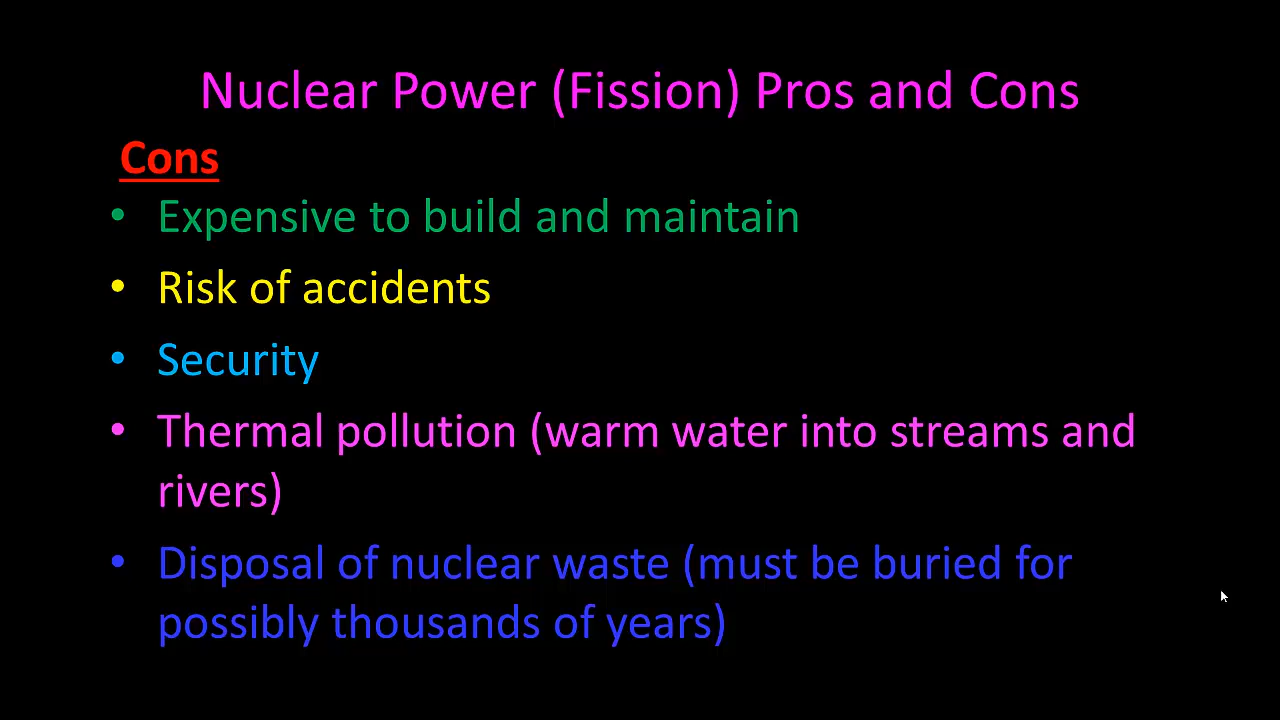 Nuclear Power (Fission) Pros and Cons
Cons
• Expensive to build and maintain
• Risk of accidents
• Security
• Thermal pollution (warm water into streams and
rivers)
• Disposal of nuclear waste (must be buried for
possibly thousands of years)